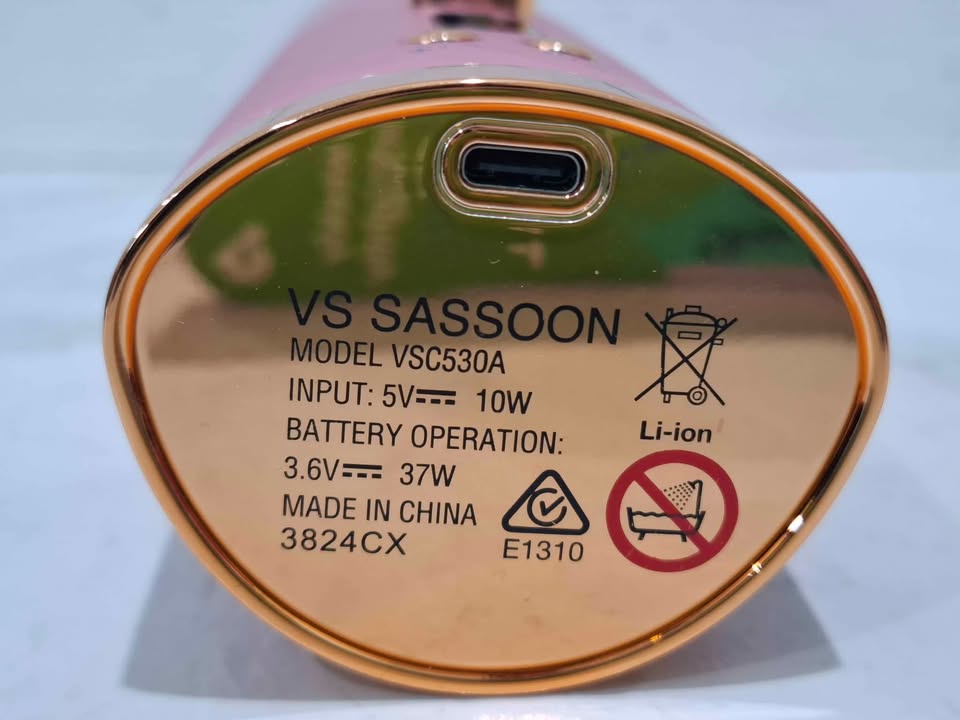 VS SASSOON
MODEL VSC530A
INPUT: 5V⎓ 10W
BATTERY OPERATION:
3.6V⎓ 37W
MADE IN CHINA
3824CX
E1310
Li-ion